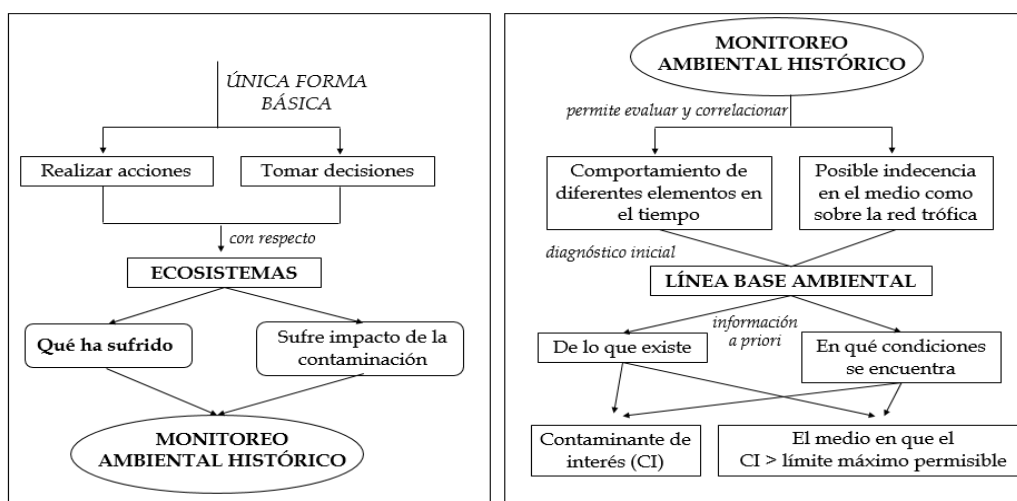 ÚNICA FORMA
BÁSICA
Realizar acciones
Tomar decisiones
con respecto
ECOSISTEMAS
Qué ha sufrido
Sufre impacto de la
contaminación
MONITOREO
AMBIENTAL HISTÓRICO
MONITOREO
AMBIENTAL HISTÓRICO
permite evaluar y correlacionar
Comportamiento de
diferentes elementos en
el tiempo
Posible indecencia
en el medio como
sobre la red trófica
diagnóstico inicial
LÍNEA BASE AMBIENTAL
información
a priori
De lo que existe
En qué condiciones
se encuentra
Contaminante de
interés (CI)
El medio en que el
CI > límite máximo permisible